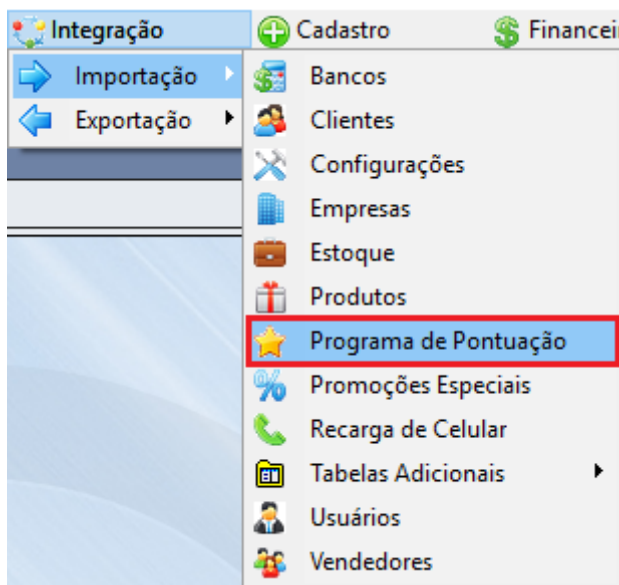 Integração Cadastro Financei
Importação
Exportação
Bancos
Clientes
Configurações
Empresas
Estoque
Produtos
Programa de Pontuação
Promoções Especiais
Recarga de Celular
Tabelas Adicionais
Usuários
Vendedores